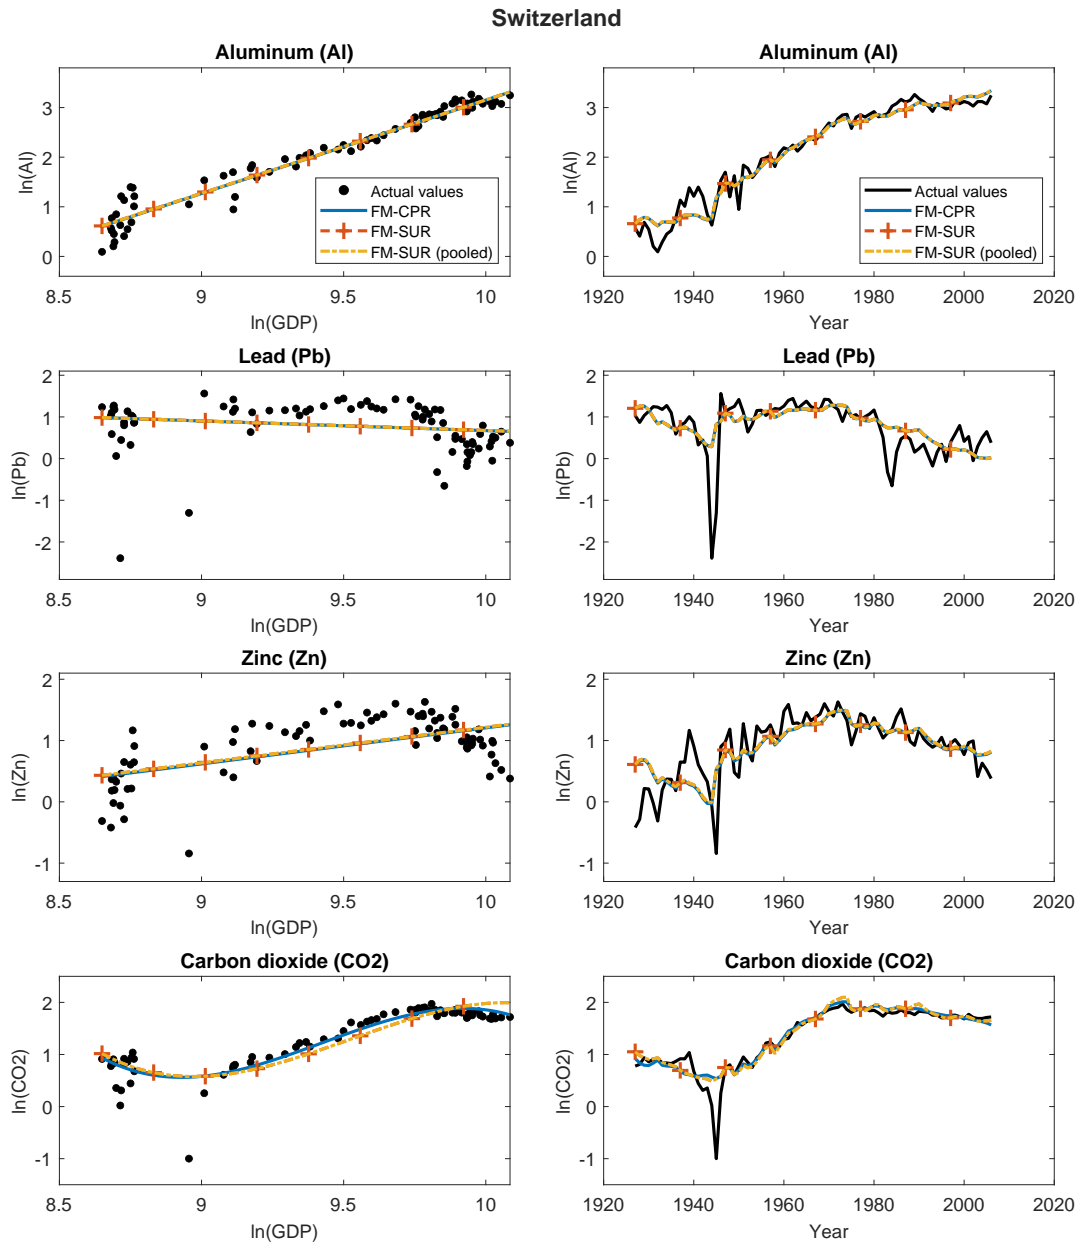 Switzerland
Aluminum (Al)
ln(Al)
3
2
1
0
8.5 9 9.5 10
ln(GDP)
Actual values
FM-CPR
FM-SUR
FM-SUR (pooled)
Aluminum (Al)
ln(Al)
3
2
1
0
1920 1940 1960 1980 2000 2020
Year
Actual values
FM-CPR
FM-SUR
FM-SUR (pooled)
Lead (Pb)
ln(Pb)
2
1
0
-1
-2
8.5 9 9.5 10
ln(GDP)
Lead (Pb)
ln(Pb)
2
1
0
-1
-2
1920 1940 1960 1980 2000 2020
Year
Zinc (Zn)
ln(Zn)
2
1
0
-1
8.5 9 9.5 10
ln(GDP)
Zinc (Zn)
ln(Zn)
2
1
0
-1
1920 1940 1960 1980 2000 2020
Year
Carbon dioxide (CO2)
ln(CO2)
2
1
0
-1
8.5 9 9.5 10
ln(GDP)
Carbon dioxide (CO2)
ln(CO2)
2
1
0
-1
1920 1940 1960 1980 2000 2020
Year